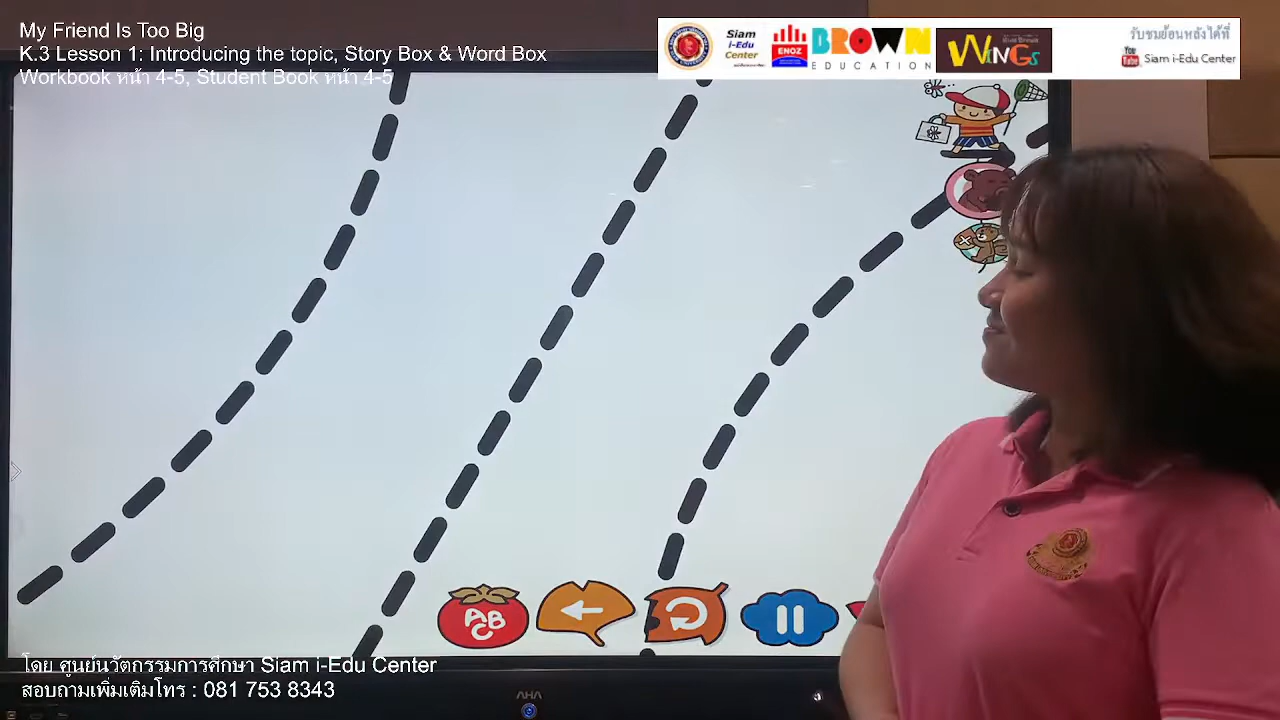 My Friend Is Too Big
K.3 Lesson 1: Introducing the topic, Story Box & Word Box
Workbook หน้า 4-5, Student Book หน้า 4-5
Siam
i-Edu
Center
ENOZ
BROWN
EDUCATION
WINGS
รับชมย้อนหลังได้ที่
You
Tube
Siam i-Edu Center
ABC
โดย ศูนย์นวัตกรรมการศึกษา Siam i-Edu Center
สอบถามเพิ่มเติมโทร : 081 753 8343
AHA